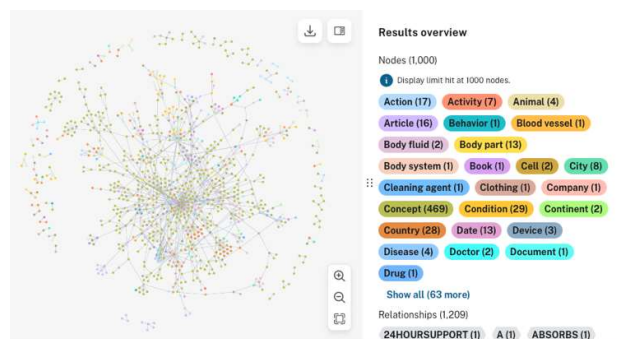 Results overview
Nodes (1,000)
Display limit hit at 1000 nodes.
Action (17) Activity (7) Animal (4)
Article (16) Behavior (1) Blood vessel (1)
Body fluid (2) Body part (13)
Body system (1) Book (1) Cell (2) City (8)
Cleaning agent (1) Clothing (1) Company (1)
Concept (469) Condition (29) Continent (2)
Country (28) Date (13) Device (3)
Disease (4) Doctor (2) Document (1)
Drug (1)
Show all (63 more)
Relationships (1,209)
24HOURSUPPORT (1) A (1) ABSORBS (1)